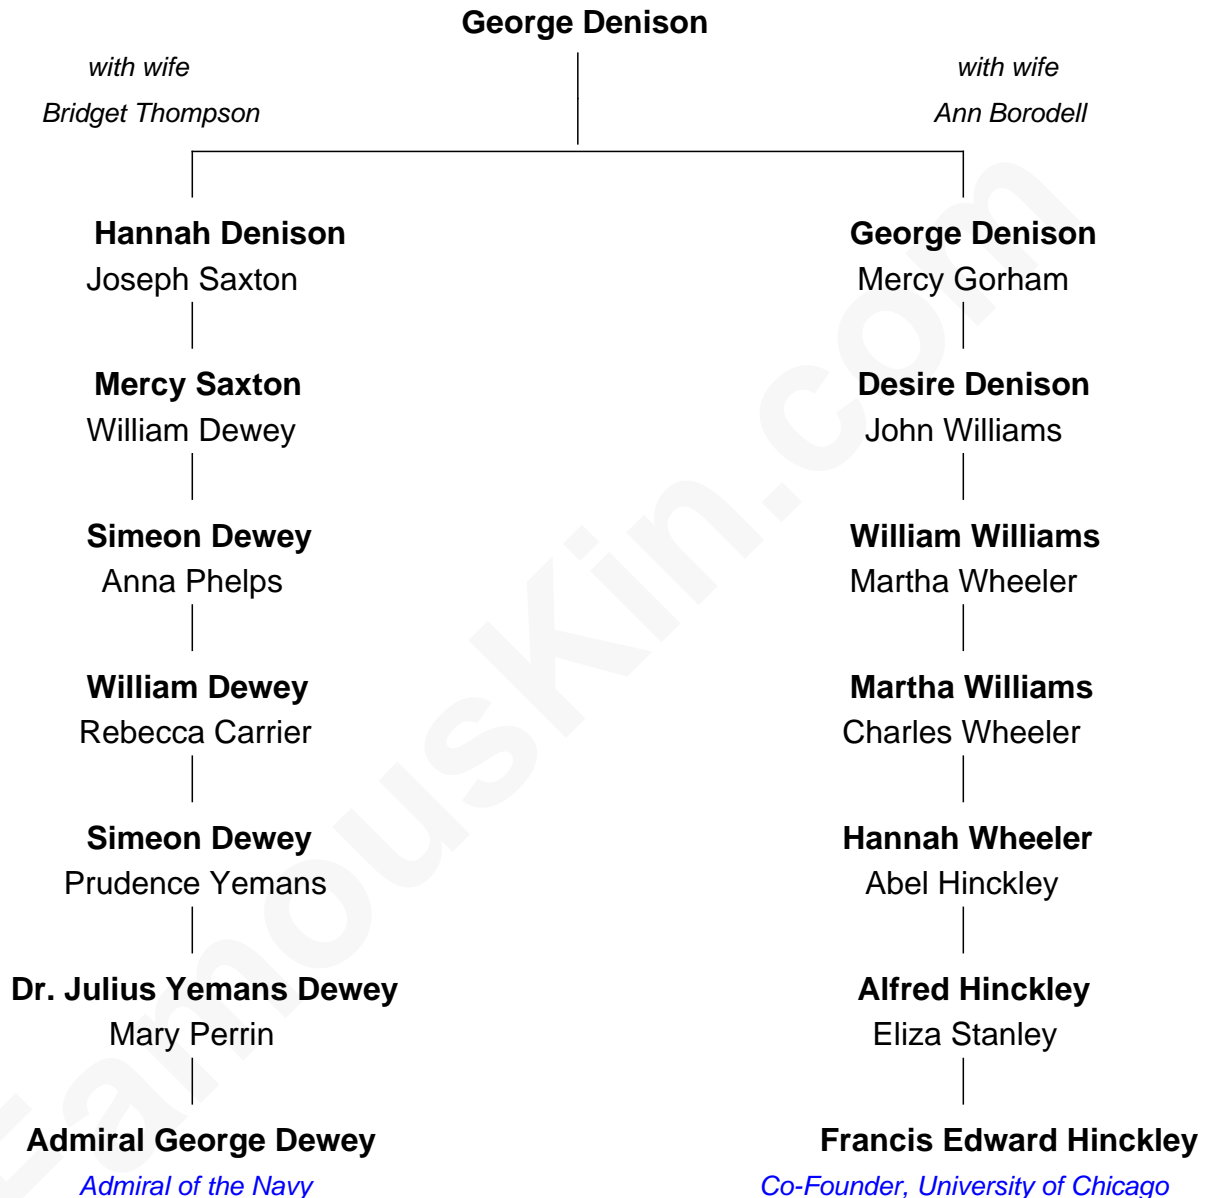 George Denison
with wife
Bridget Thompson
with wife
Ann Borodell
Hannah Denison
Joseph Saxton
George Denison
Mercy Gorham
Mercy Saxton
William Dewey
Desire Denison
John Williams
Simeon Dewey
Anna Phelps
William Williams
Martha Wheeler
William Dewey
Rebecca Carrier
Martha Williams
Charles Wheeler
Simeon Dewey
Prudence Yemans
Hannah Wheeler
Abel Hinckley
Dr. Julius Yemans Dewey
Mary Perrin
Alfred Hinckley
Eliza Stanley
Admiral George Dewey
Admiral of the Navy
Francis Edward Hinckley
Co-Founder, University of Chicago
FamousKin.com